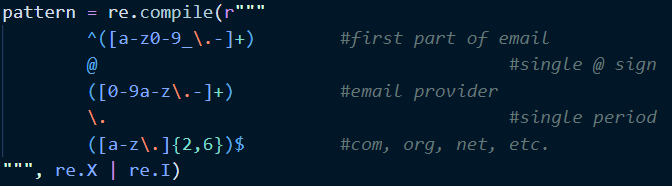 pattern = re.compile(r"""
^([a-z0-9_\.-]+) #first part of email
@ #single @ sign
([0-9a-z\.-]+) #email provider
\. #single period
([a-z\.]{2,6})$ #com, org, net, etc.
""", re.X | re.I)